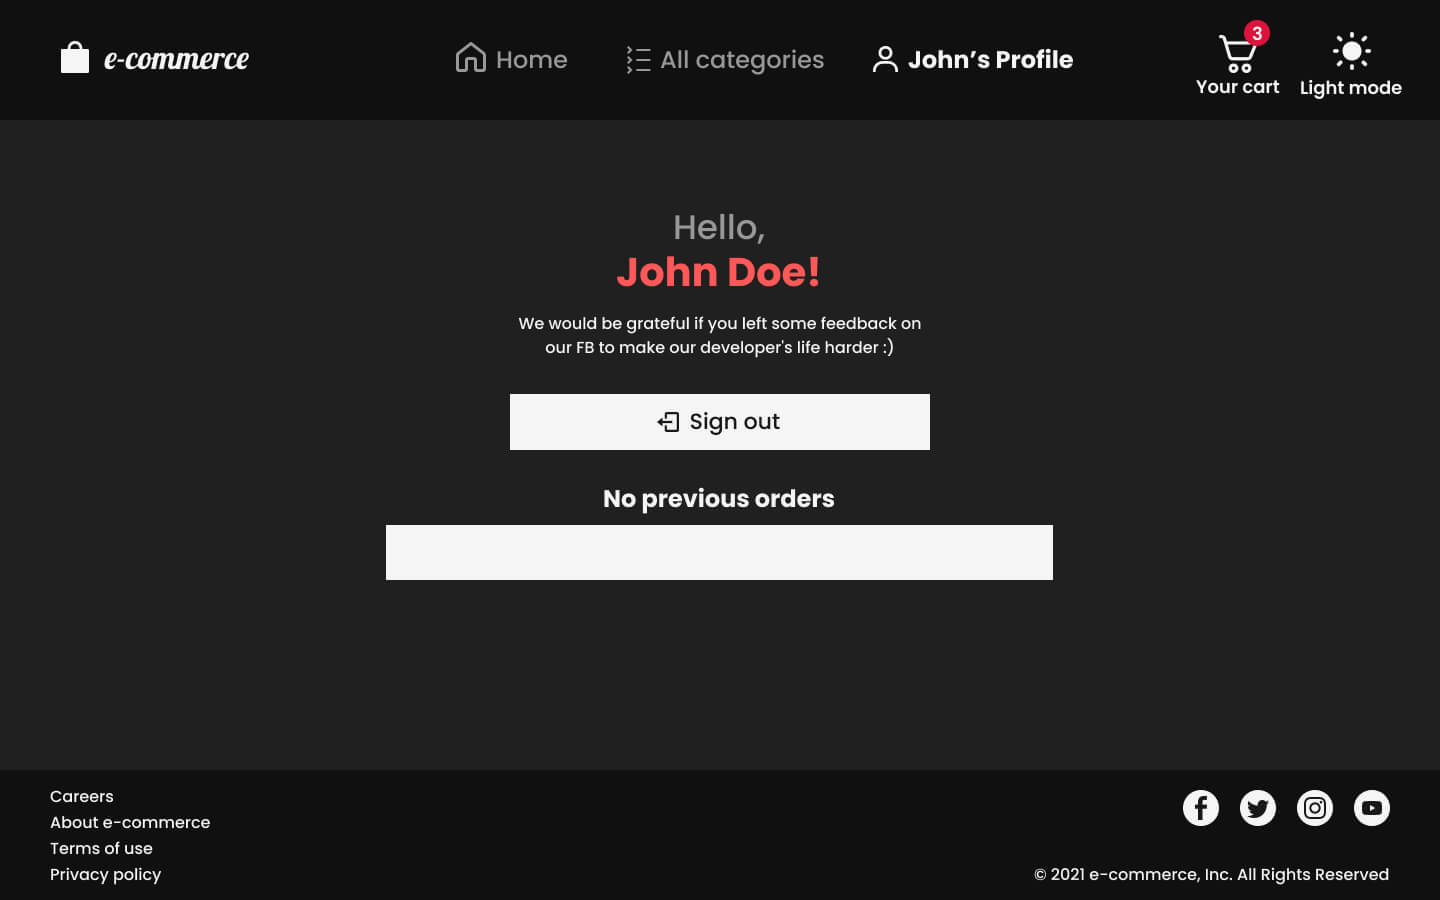 e-commerce
Home
All categories
John’s Profile
3
Your cart
Light mode
Hello,
John Doe!
We would be grateful if you left some feedback on
our FB to make our developer's life harder :)
Sign out
No previous orders
Careers
About e-commerce
Terms of use
Privacy policy
© 2021 e-commerce, Inc. All Rights Reserved